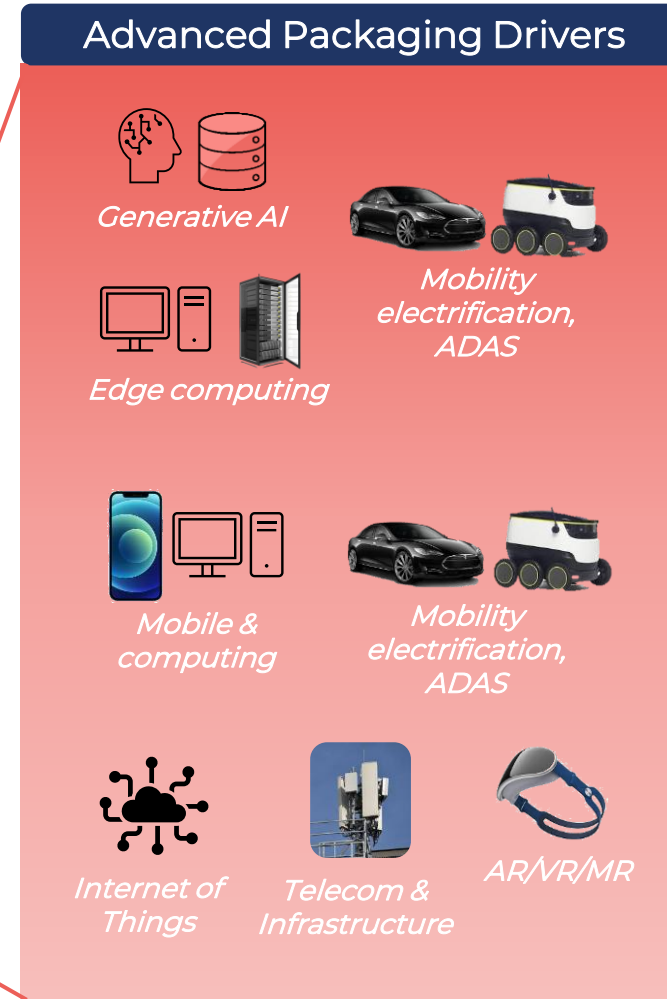 Advanced Packaging Drivers
Generative AI
Mobility
electrification,
ADAS
Edge computing
Mobile &
computing
Mobility
electrification,
ADAS
Internet of
Things
Telecom &
Infrastructure
AR/VR/MR